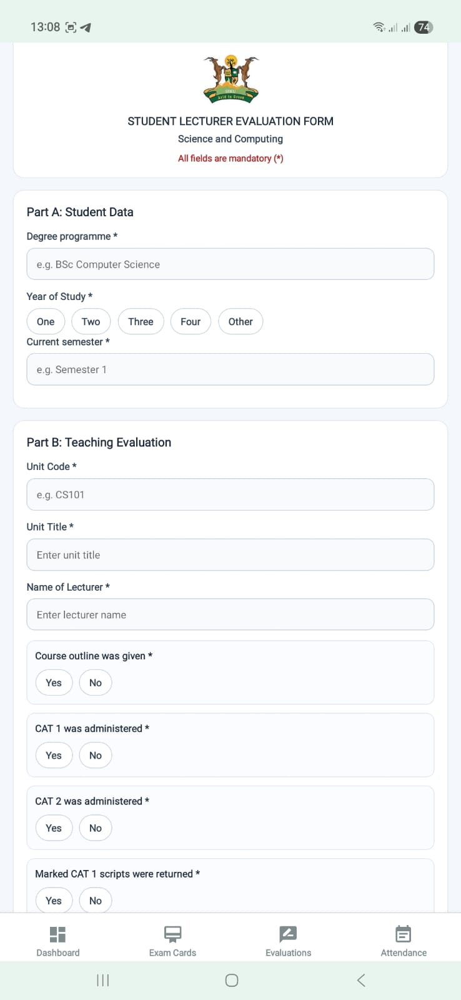 13:08
74
SEKU
Arid to Green
STUDENT LECTURER EVALUATION FORM
Science and Computing
All fields are mandatory (*)
Part A: Student Data
Degree programme *
e.g. BSc Computer Science
Year of Study *
One Two Three Four Other
Current semester *
e.g. Semester 1
Part B: Teaching Evaluation
Unit Code *
e.g. CS101
Unit Title *
Enter unit title
Name of Lecturer *
Enter lecturer name
Course outline was given *
Yes No
CAT 1 was administered *
Yes No
CAT 2 was administered *
Yes No
Marked CAT 1 scripts were returned *
Yes No
Dashboard Exam Cards Evaluations Attendance